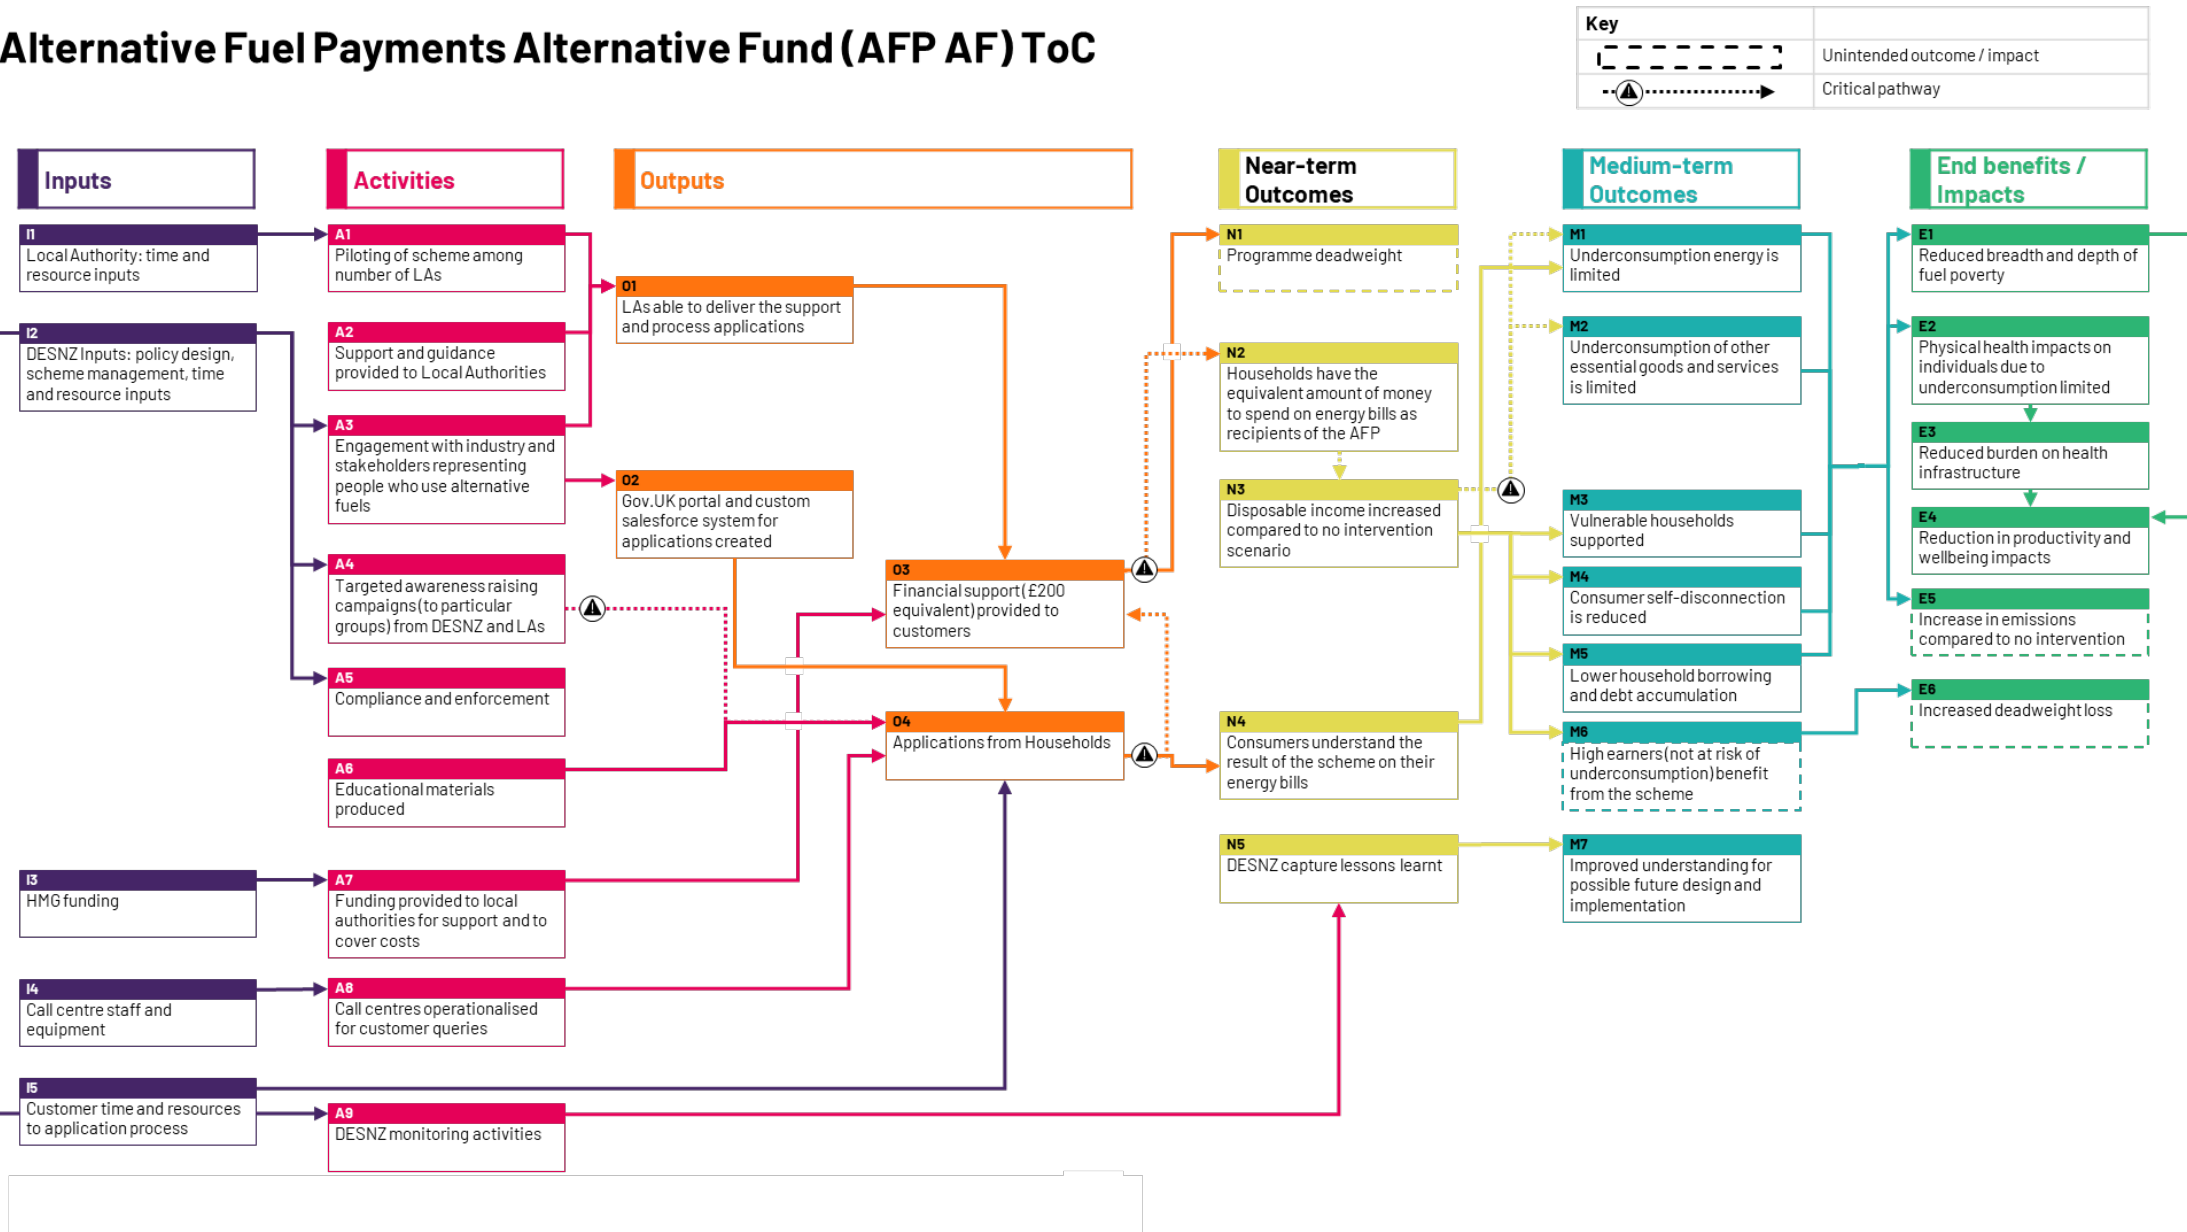 Alternative Fuel Payments Alternative Fund (AFP AF) ToC
Key
Unintended outcome / impact
Critical pathway
Inputs
I1
Local Authority: time and
resource inputs
I2
DESNZ Inputs: policy design,
scheme management, time
and resource inputs
I3
HMG funding
I4
Call centre staff and
equipment
I5
Customer time and resources
to application process
Activities
A1
Piloting of scheme among
number of LAs
A2
Support and guidance
provided to Local Authorities
A3
Engagement with industry and
stakeholders representing
people who use alternative
fuels
A4
Targeted awareness raising
campaigns (to particular
groups) from DESNZ and LAs
A5
Compliance and enforcement
A6
Educational materials
produced
A7
Funding provided to local
authorities for support and to
cover costs
A8
Call centres operationalised
for customer queries
A9
DESNZ monitoring activities
Outputs
O1
LAs able to deliver the support
and process applications
O2
Gov.UK portal and custom
salesforce system for
applications created
O3
Financial support (£200
equivalent) provided to
customers
O4
Applications from Households
Near-term
Outcomes
N1
Programme deadweight
N2
Households have the
equivalent amount of money
to spend on energy bills as
recipients of the AFP
N3
Disposable income increased
compared to no intervention
scenario
N4
Consumers understand the
result of the scheme on their
energy bills
N5
DESNZ capture lessons learnt
Medium-term
Outcomes
M1
Underconsumption energy is
limited
M2
Underconsumption of other
essential goods and services
is limited
M3
Vulnerable households
supported
M4
Consumer self-disconnection
is reduced
M5
Lower household borrowing
and debt accumulation
M6
High earners (not at risk of
underconsumption) benefit
from the scheme
M7
Improved understanding for
possible future design and
implementation
End benefits /
Impacts
E1
Reduced breadth and depth of
fuel poverty
E2
Physical health impacts on
individuals due to
underconsumption limited
E3
Reduced burden on health
infrastructure
E4
Reduction in productivity and
wellbeing impacts
E5
Increase in emissions
compared to no intervention
E6
Increased deadweight loss